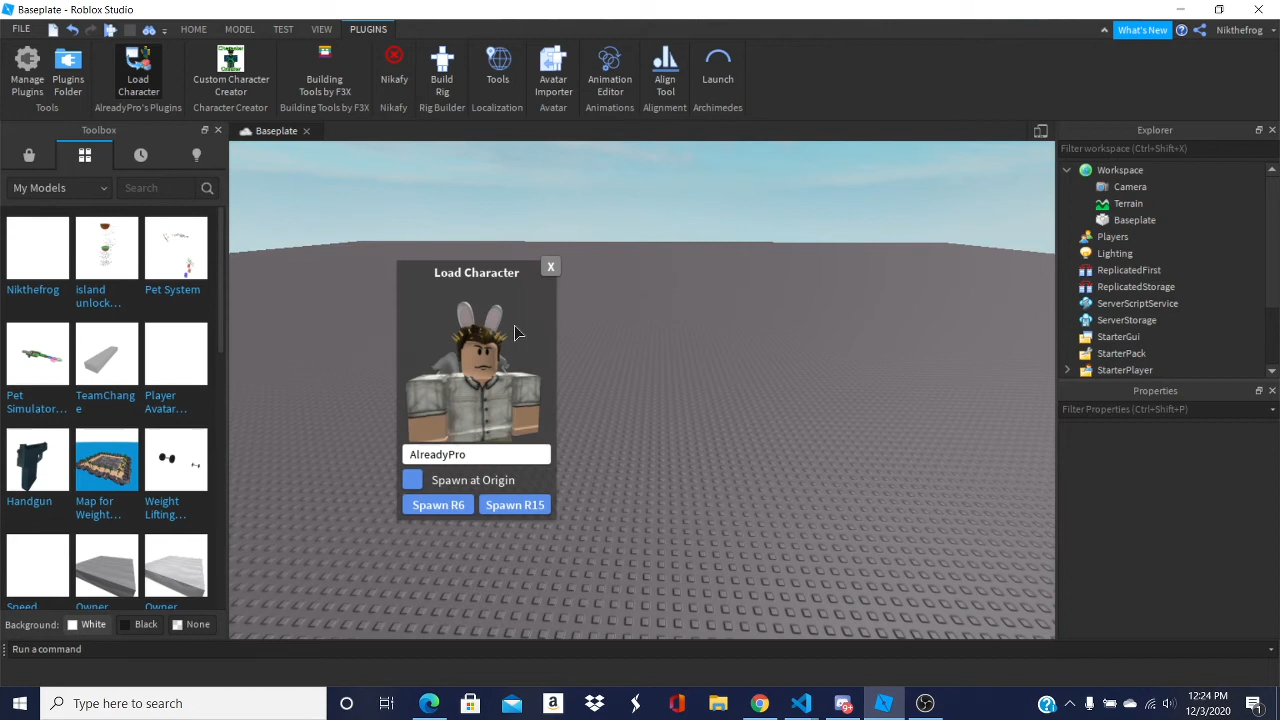 Baseplate - Roblox Studio
FILE HOME MODEL TEST VIEW PLUGINS What's New Nikthefrog
Manage Plugins
Plugins Folder
Tools
Load Character
AlreadyPro's Plugins
Custom Character Creator
Character Creator
Building Tools by F3X
Building Tools by F3X
Nikafy
Nikafy
Build Rig
Rig Builder
Tools
Localization
Avatar Importer
Avatar
Animation Editor
Animations
Align Tool
Alignment
Launch
Archimedes
Toolbox
My Models Search
Nikthefrog
island unlock...
Pet System
Pet Simulator...
TeamChang
e
Player Avatar...
Handgun
Map for Weight...
Weight Lifting...
Speed
Owner
Owner
Background: White Black None
Baseplate
Load Character
X
AlreadyPro
Spawn at Origin
Spawn R6 Spawn R15
Explorer
Filter workspace (Ctrl+Shift+X)
Workspace
Camera
Terrain
Baseplate
Players
Lighting
ReplicatedFirst
ReplicatedStorage
ServerScriptService
ServerStorage
StarterGui
StarterPack
StarterPlayer
Properties
Filter Properties (Ctrl+Shift+P)
Run a command
Type here to search
12:24 PM
12/3/2020